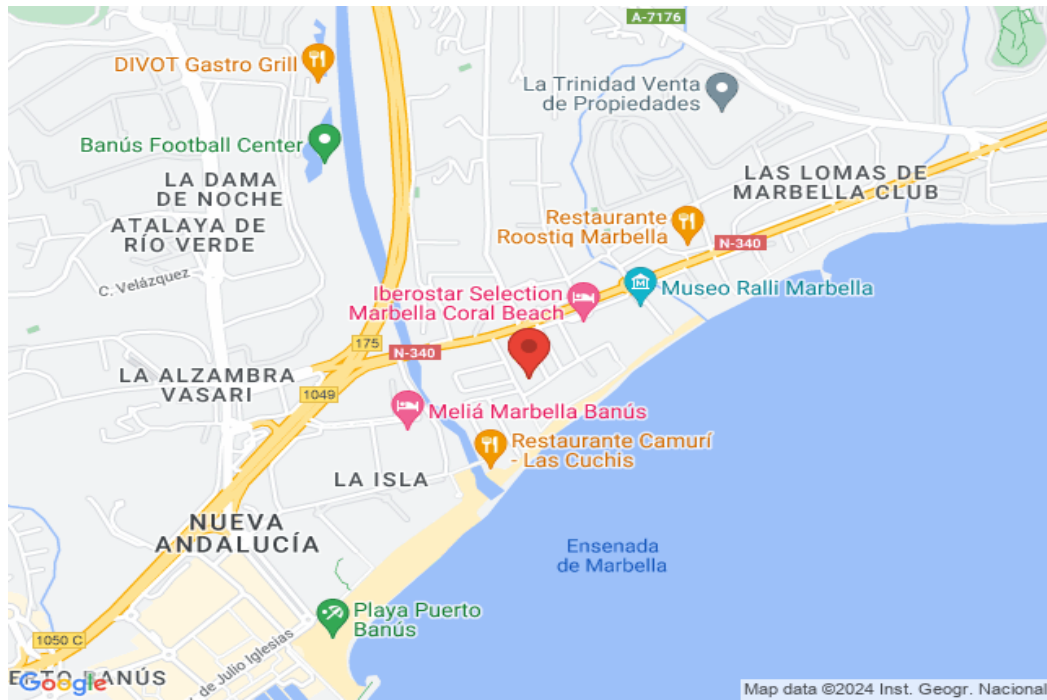 A-7176
DIVOT Gastro Grill
La Trinidad Venta
de Propiedades
Banús Football Center
LA DAMA
DE NOCHE
LAS LOMAS DE
MARBELLA CLUB
ATALAYA DE
RÍO VERDE
Restaurante
Roostiq Marbella
N-340
C. Velázquez
Iberostar Selection
Marbella Coral Beach
Museo Ralli Marbella
175
N-340
LA ALZAMBRA
VASARI
1049
Meliá Marbella Banús
Restaurante Camurí
- Las Cuchis
LA ISLA
NUEVA
ANDALUCÍA
Ensenada
de Marbella
Playa Puerto
Banús
1050 C
de Julio Iglesias
BANÚS
Google
Map data ©2024 Inst. Geogr. Nacional